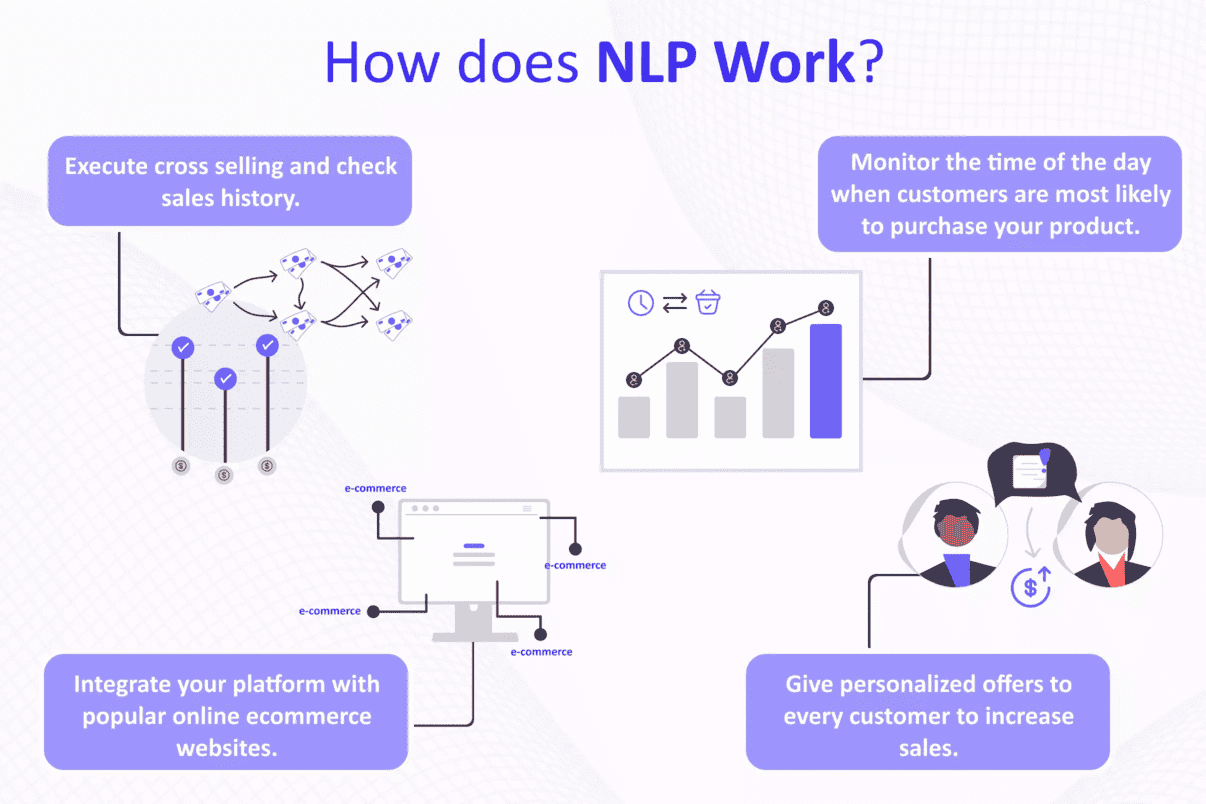 How does NLP Work?
Execute cross selling and check
sales history.
Monitor the time of the day
when customers are most likely
to purchase your product.
$
$
$
e-commerce
e-commerce
e-commerce
e-commerce
$
Integrate your platform with
popular online ecommerce
websites.
Give personalized offers to
every customer to increase
sales.